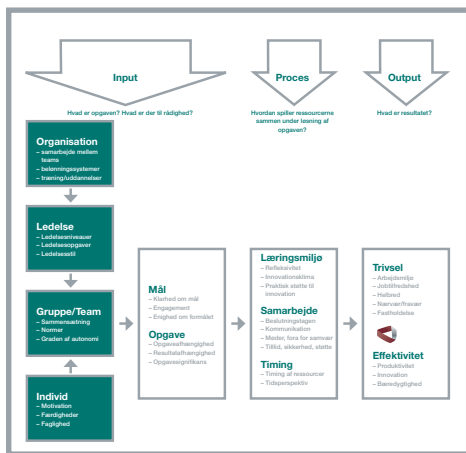 Input
Proces
Output
Hvad er opgaven? Hvad er der til rådighed?
Hvordan spiller ressourcerne
sammen under løsning af
opgaven?
Hvad er resultatet?
Organisation
– samarbejde mellem
teams
– belønningssystemer
– træning/uddannelser
Ledelse
– Ledelsesniveauer
– Ledelsesopgaver
– Ledelsesstil
Gruppe/Team
– Sammensætning
– Normer
– Graden af autonomi
Individ
– Motivation
– Færdigheder
– Faglighed
Mål
– Klarhed om mål
– Engagement
– Enighed om formålet
Opgave
– Opgaveafhængighed
– Resultatafhængighed
– Opgavesignifikans
Læringsmiljø
– Refleksivitet
– Innovationsklima
– Praktisk støtte til
innovation
Samarbejde
– Beslutningstagen
– Kommunikation
– Møder, fora for samvær
– Tillid, sikkerhed, støtte
Timing
– Timing af ressourcer
– Tidsperspektiv
Trivsel
– Arbejdsmiljø
– Jobtilfredshed
– Helbred
– Nærvær/fravær
– Fastholdelse
Effektivitet
– Produktivitet
– Innovation
– Bæredygtighed